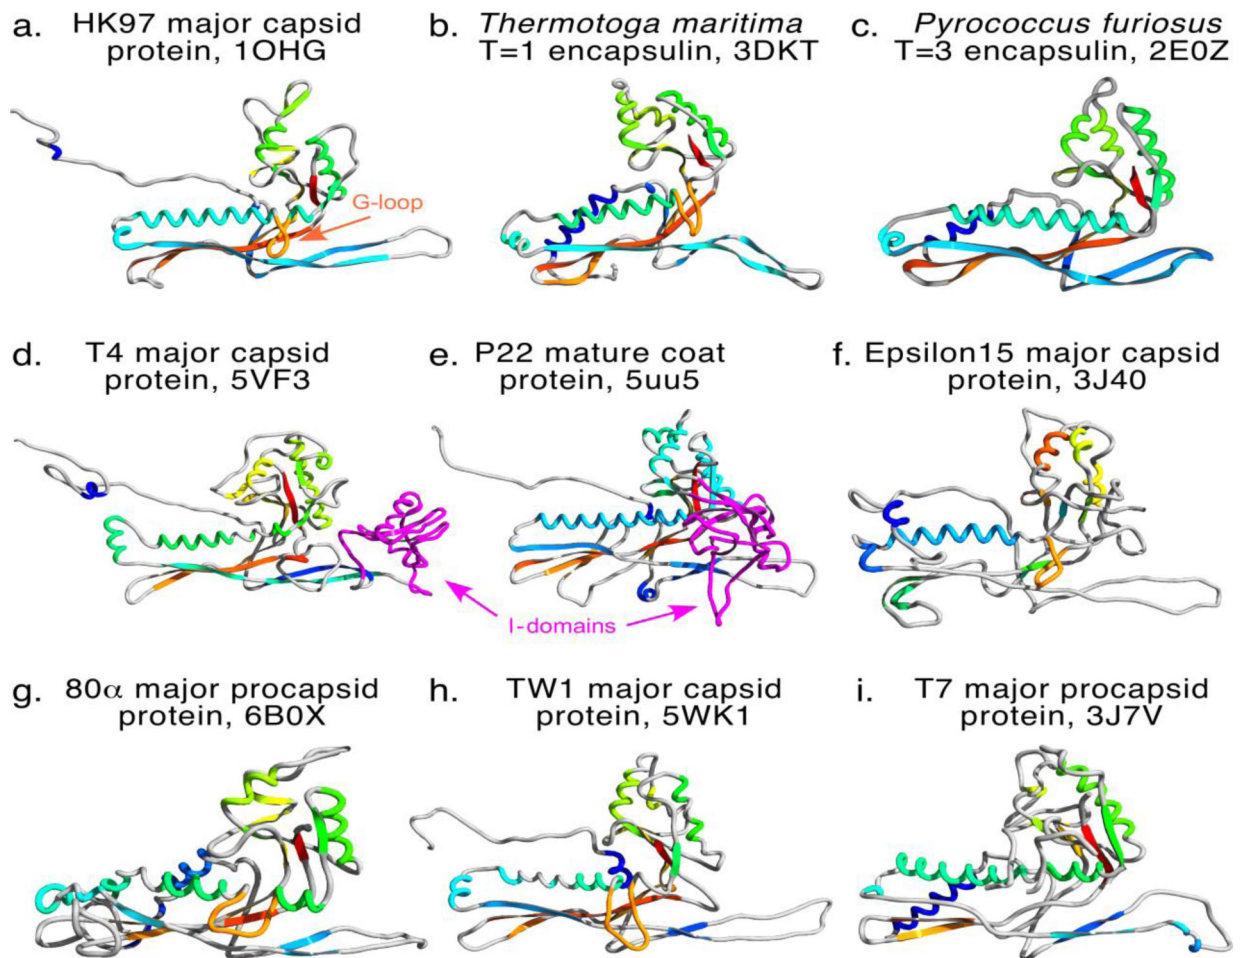 a. HK97 major capsid
protein, 1OHG
b. Thermotoga maritima
T=1 encapsulin, 3DKT
c. Pyrococcus furiosus
T=3 encapsulin, 2E0Z
G-loop
d. T4 major capsid
protein, 5VF3
e. P22 mature coat
protein, 5uu5
f. Epsilon15 major capsid
protein, 3J40
I-domains
g. 80α major procapsid
protein, 6B0X
h. TW1 major capsid
protein, 5WK1
i. T7 major procapsid
protein, 3J7V